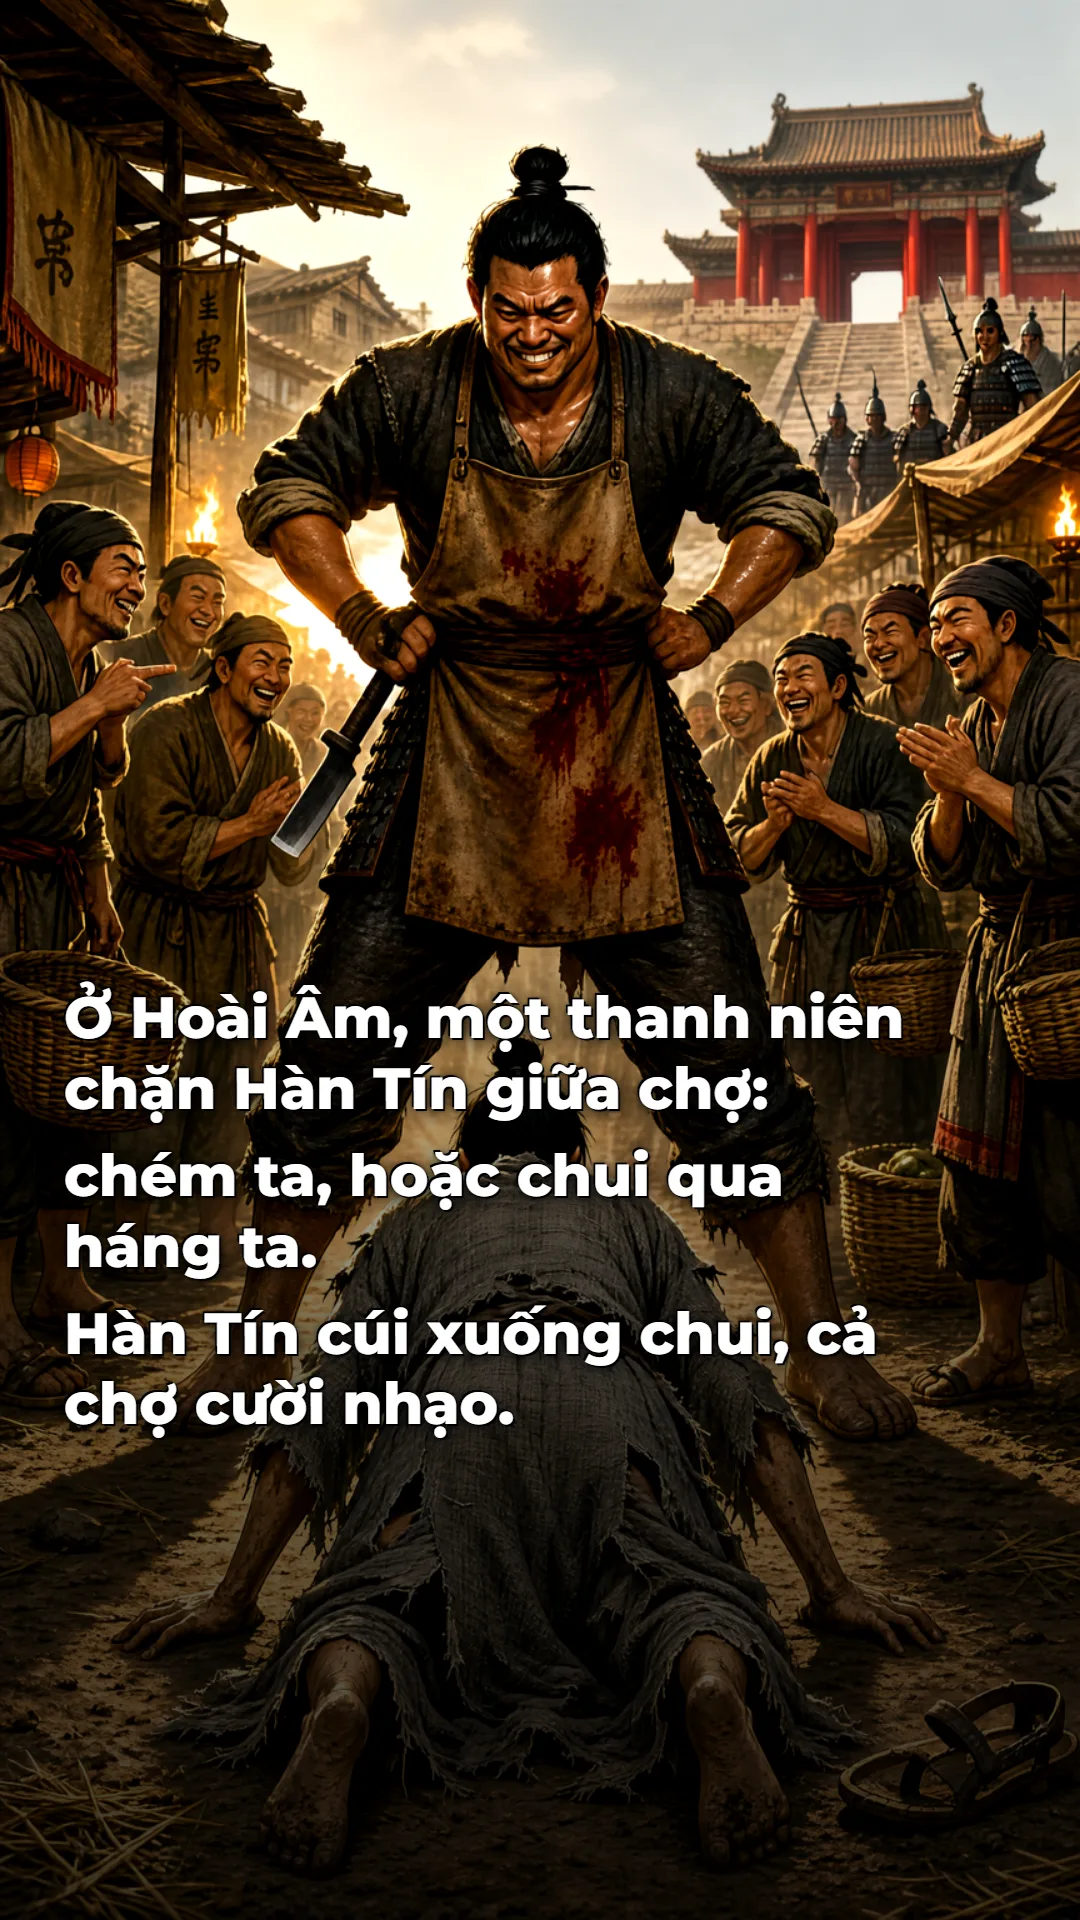 Ở Hoài Âm, một thanh niên
chặn Hàn Tín giữa chợ:
chém ta, hoặc chui qua
háng ta.
Hàn Tín cúi xuống chui, cả
chợ cười nhạo.